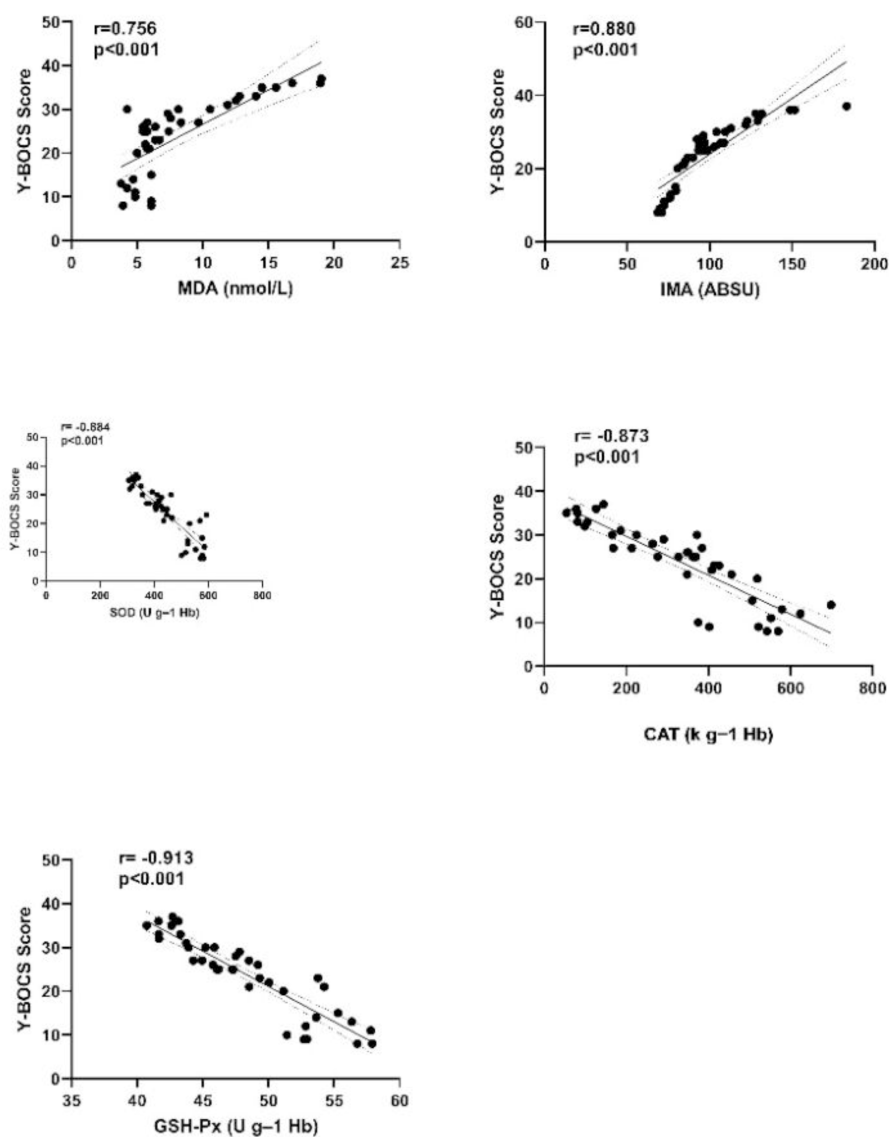 r=0.756
p<0.001
Y-BOCS Score
50
40
30
20
10
0
0 5 10 15 20 25
MDA (nmol/L)
r=0.880
p<0.001
Y-BOCS Score
60
40
20
0
0 50 100 150 200
IMA (ABSU)
r= -0.884
p<0.001
Y-BOCS Score
50
40
30
20
10
0
0 200 400 600 800
SOD (U g–1 Hb)
r= -0.873
p<0.001
Y-BOCS Score
50
40
30
20
10
0
0 200 400 600 800
CAT (k g–1 Hb)
r= -0.913
p<0.001
Y-BOCS Score
50
40
30
20
10
0
35 40 45 50 55 60
GSH-Px (U g–1 Hb)